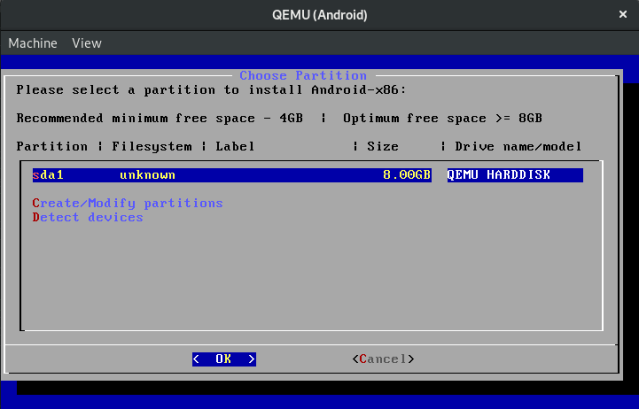 QEMU (Android)
×
Machine View
Choose Partition
Please select a partition to install Android-x86:
Recommended minimum free space - 4GB | Optimum free space >= 8GB
Partition | Filesystem | Label | Size | Drive name/model
sda1 unknown 8.00GB QEMU HARDDISK
Create/Modify partitions
Detect devices
< OK > <Cancel>